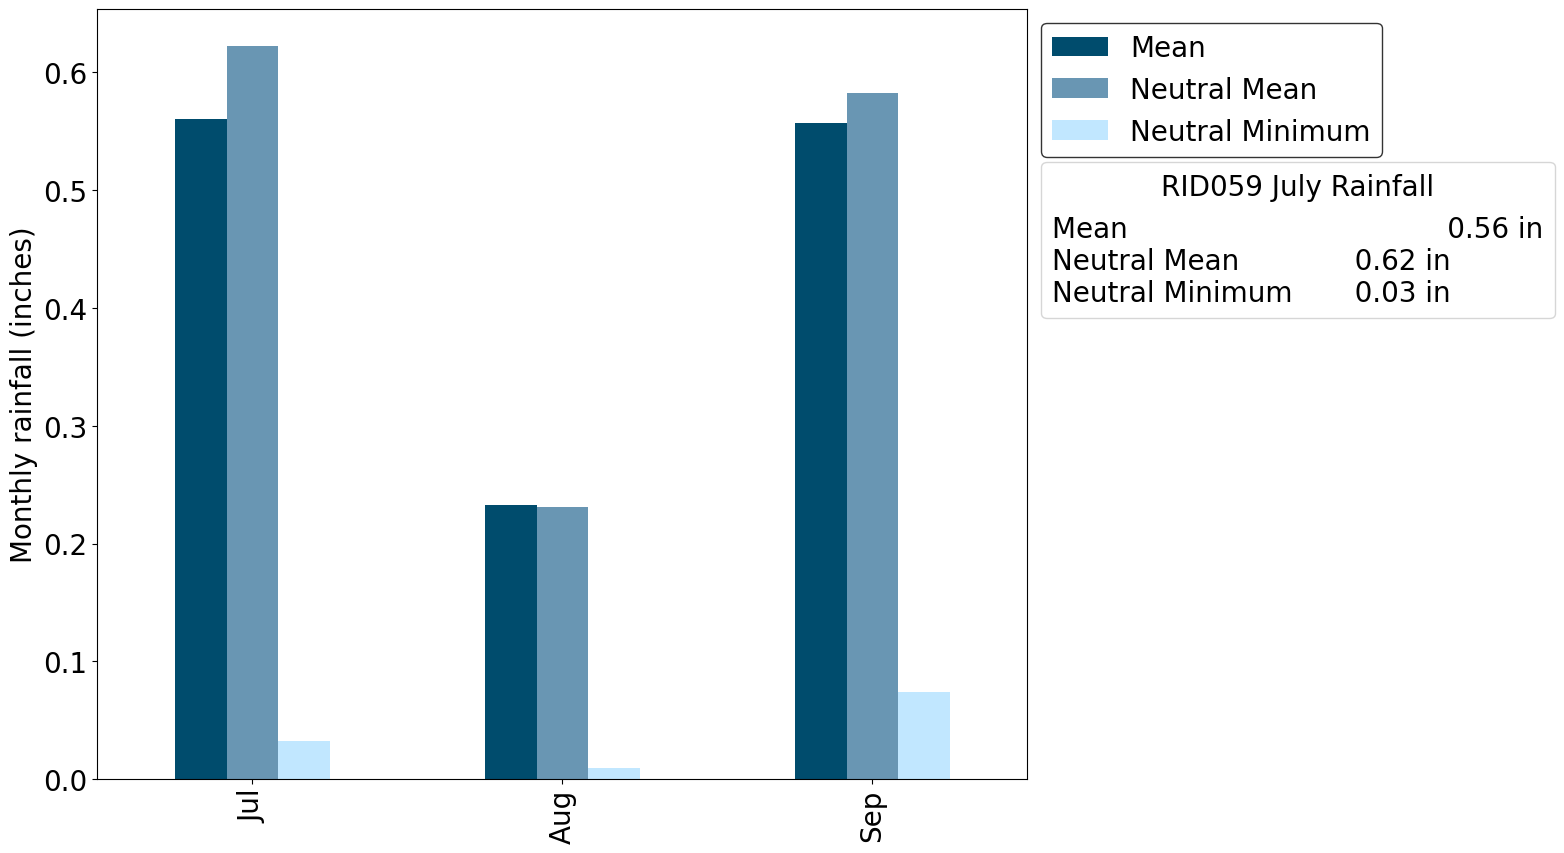 Monthly rainfall (inches)
0.6
0.5
0.4
0.3
0.2
0.1
0.0
Jul
Aug
Sep
Mean
Neutral Mean
Neutral Minimum
RID059 July Rainfall
Mean 0.56 in
Neutral Mean 0.62 in
Neutral Minimum 0.03 in